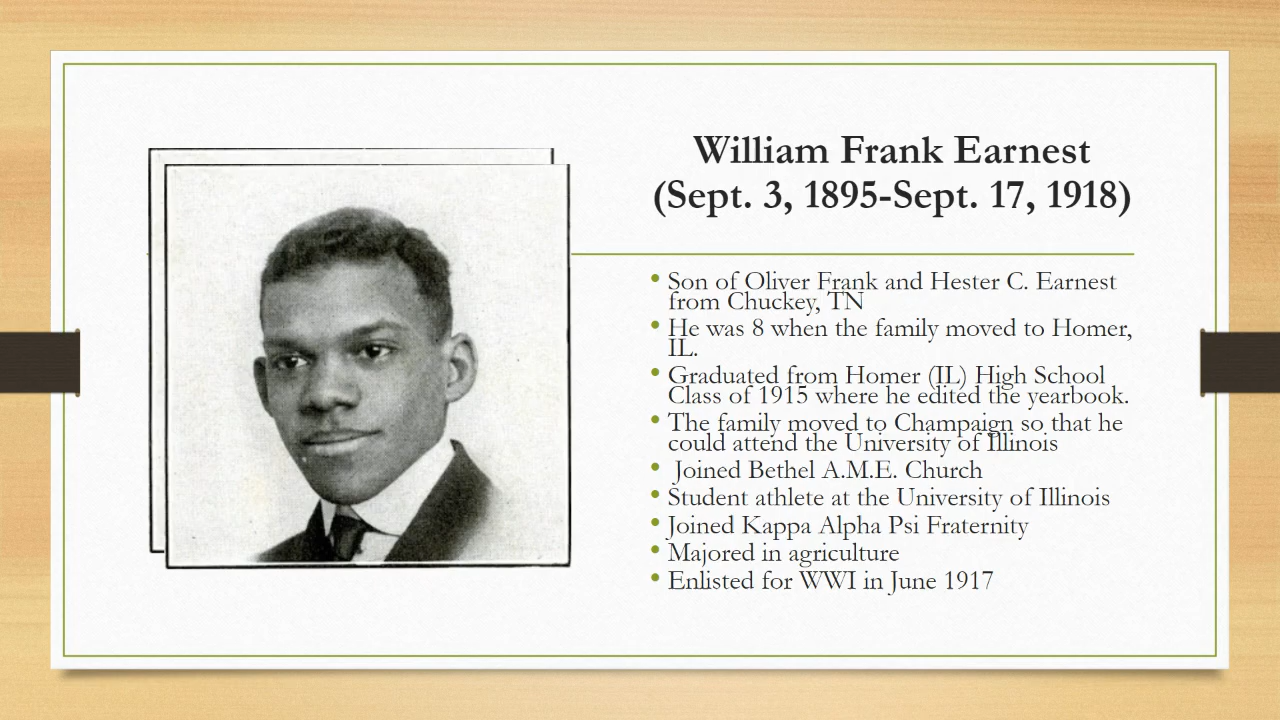 William Frank Earnest
(Sept. 3, 1895-Sept. 17, 1918)
• Son of Oliver Frank and Hester C. Earnest
from Chuckey, TN
• He was 8 when the family moved to Homer,
IL.
• Graduated from Homer (IL) High School
Class of 1915 where he edited the yearbook.
• The family moved to Champaign so that he
could attend the University of Illinois
• Joined Bethel A.M.E. Church
• Student athlete at the University of Illinois
• Joined Kappa Alpha Psi Fraternity
• Majored in agriculture
• Enlisted for WWI in June 1917